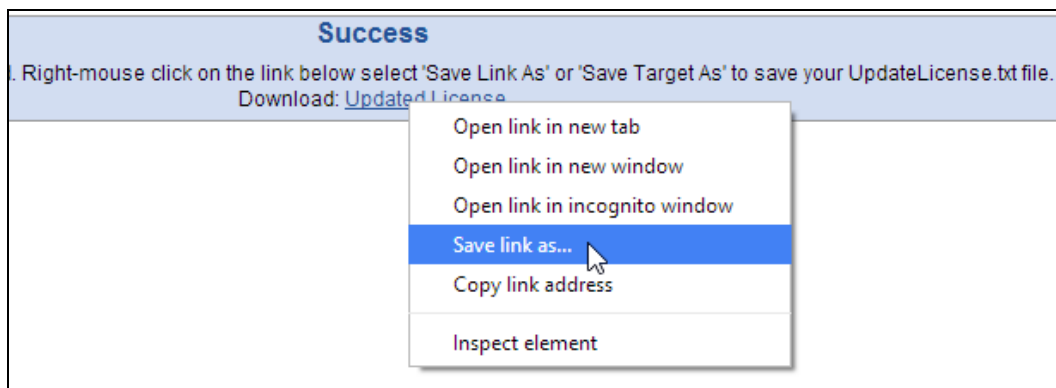 Success
. Right-mouse click on the link below select 'Save Link As' or 'Save Target As' to save your UpdateLicense.txt file.
Download: Updated License
Open link in new tab
Open link in new window
Open link in incognito window
Save link as...
Copy link address
Inspect element